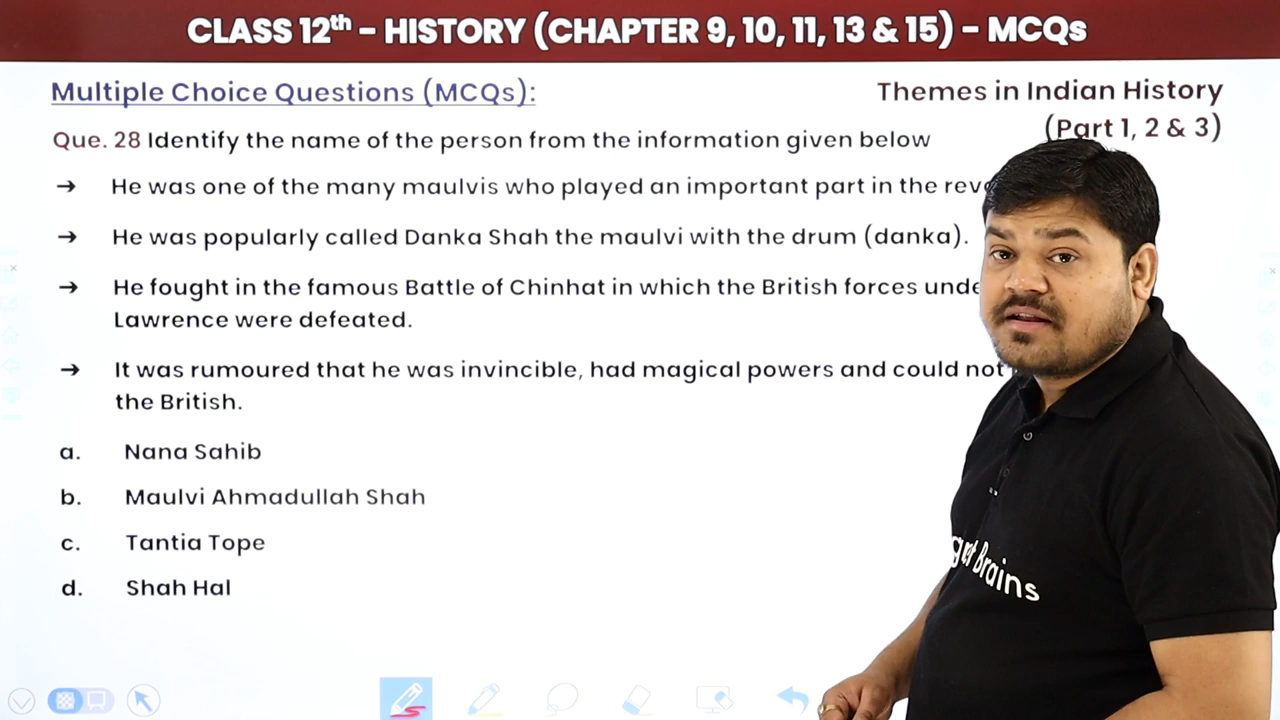 CLASS 12th - HISTORY (CHAPTER 9, 10, 11, 13 & 15) - MCQs
Multiple Choice Questions (MCQs):
Themes in Indian History
(Part 1, 2 & 3)
Que. 28 Identify the name of the person from the information given below
→ He was one of the many maulvis who played an important part in the
→ He was popularly called Danka Shah the maulvi with the drum (danka).
→ He fought in the famous Battle of Chinhat in which the British forces
Lawrence were defeated.
→ It was rumoured that he was invincible, had magical powers and could not
the British.
a. Nana Sahib
b. Maulvi Ahmadullah Shah
c. Tantia Tope
d. Shah Hal
Brains